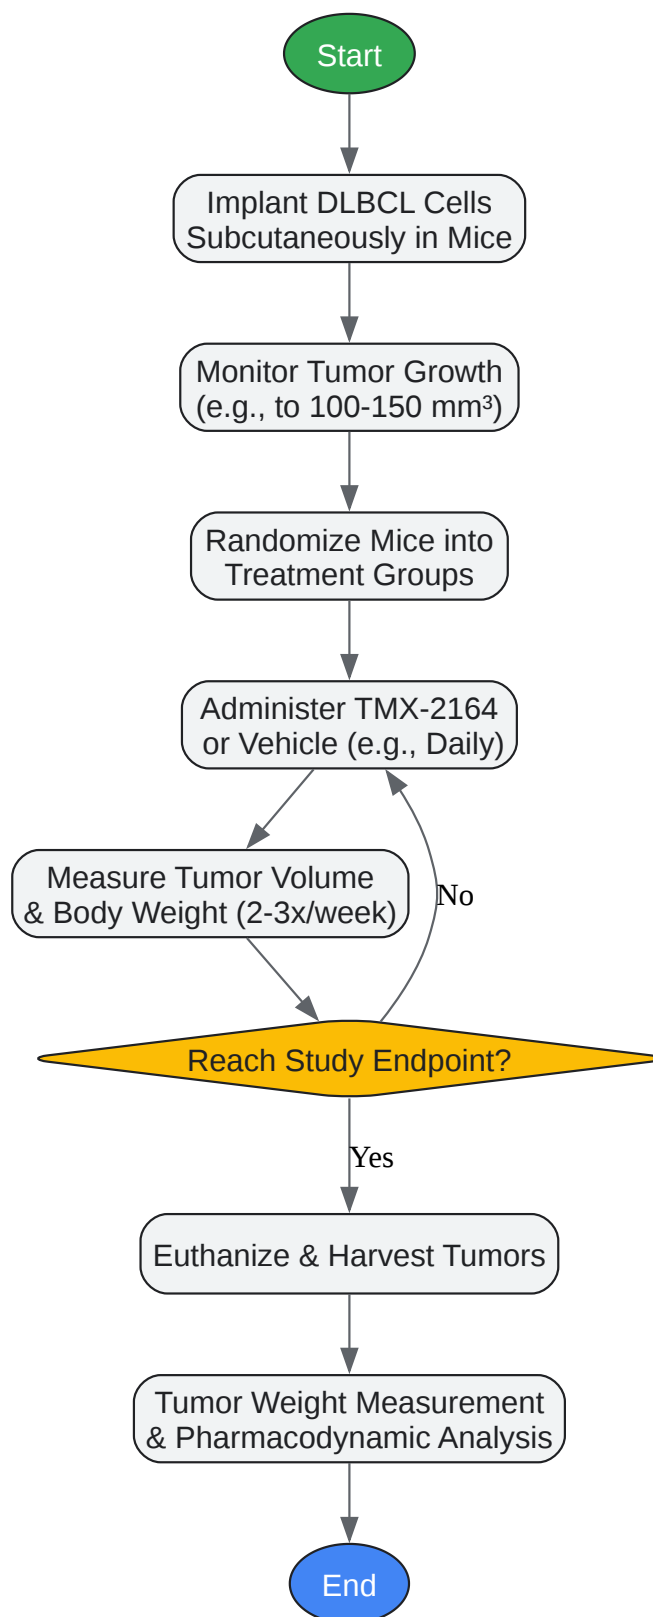 Start
Implant DLBCL Cells
Subcutaneously in Mice
Monitor Tumor Growth
(e.g., to 100-150 mm³)
Randomize Mice into
Treatment Groups
Administer TMX-2164
or Vehicle (e.g., Daily)
Measure Tumor Volume
& Body Weight (2-3x/week)
No
Reach Study Endpoint?
Yes
Euthanize & Harvest Tumors
Tumor Weight Measurement
& Pharmacodynamic Analysis
End